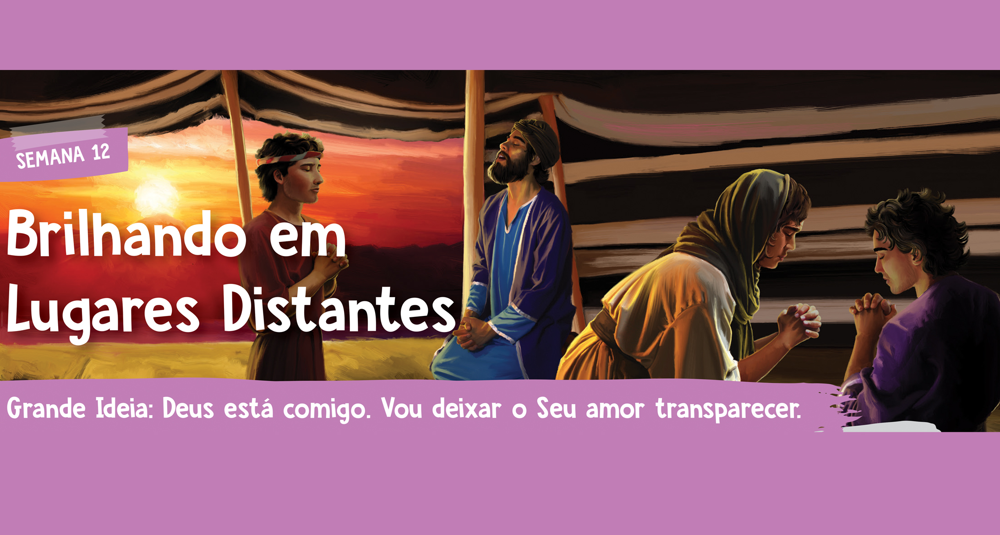 SEMANA 12
Brilhando em
Lugares Distantes
Grande Ideia: Deus está comigo. Vou deixar o Seu amor transparecer.